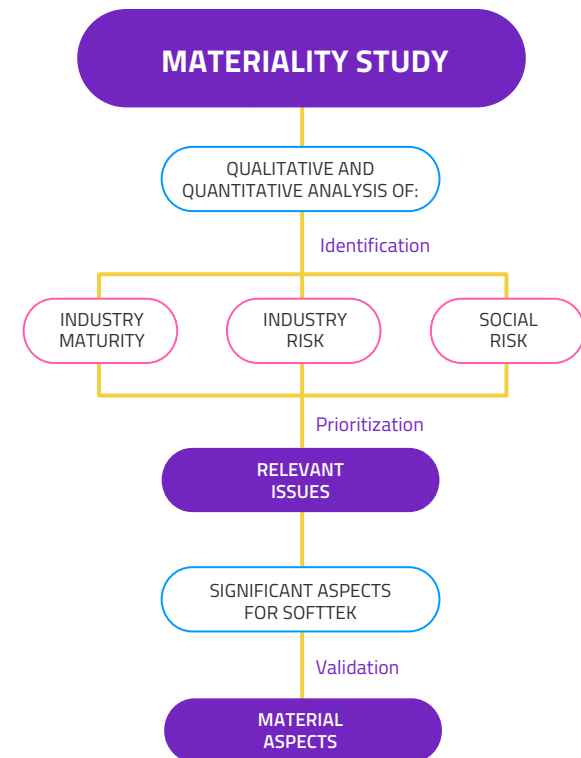 MATERIALITY STUDY
QUALITATIVE AND
QUANTITATIVE ANALYSIS OF:
Identification
INDUSTRY
MATURITY
INDUSTRY
RISK
SOCIAL
RISK
Prioritization
RELEVANT
ISSUES
SIGNIFICANT ASPECTS
FOR SOFTTEK
Validation
MATERIAL
ASPECTS